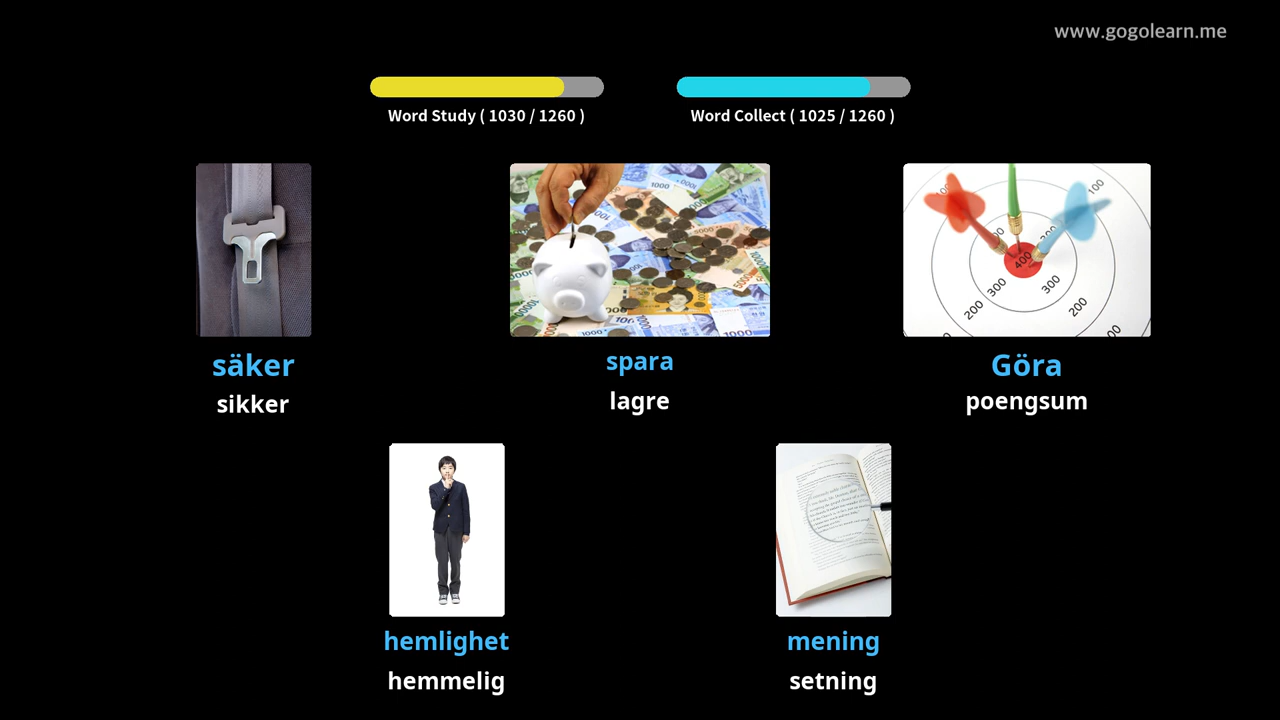 www.gogolearn.me
Word Study ( 1030 / 1260 )
Word Collect ( 1025 / 1260 )
säker
sikker
spara
lagre
Göra
poengsum
hemlighet
hemmelig
mening
setning